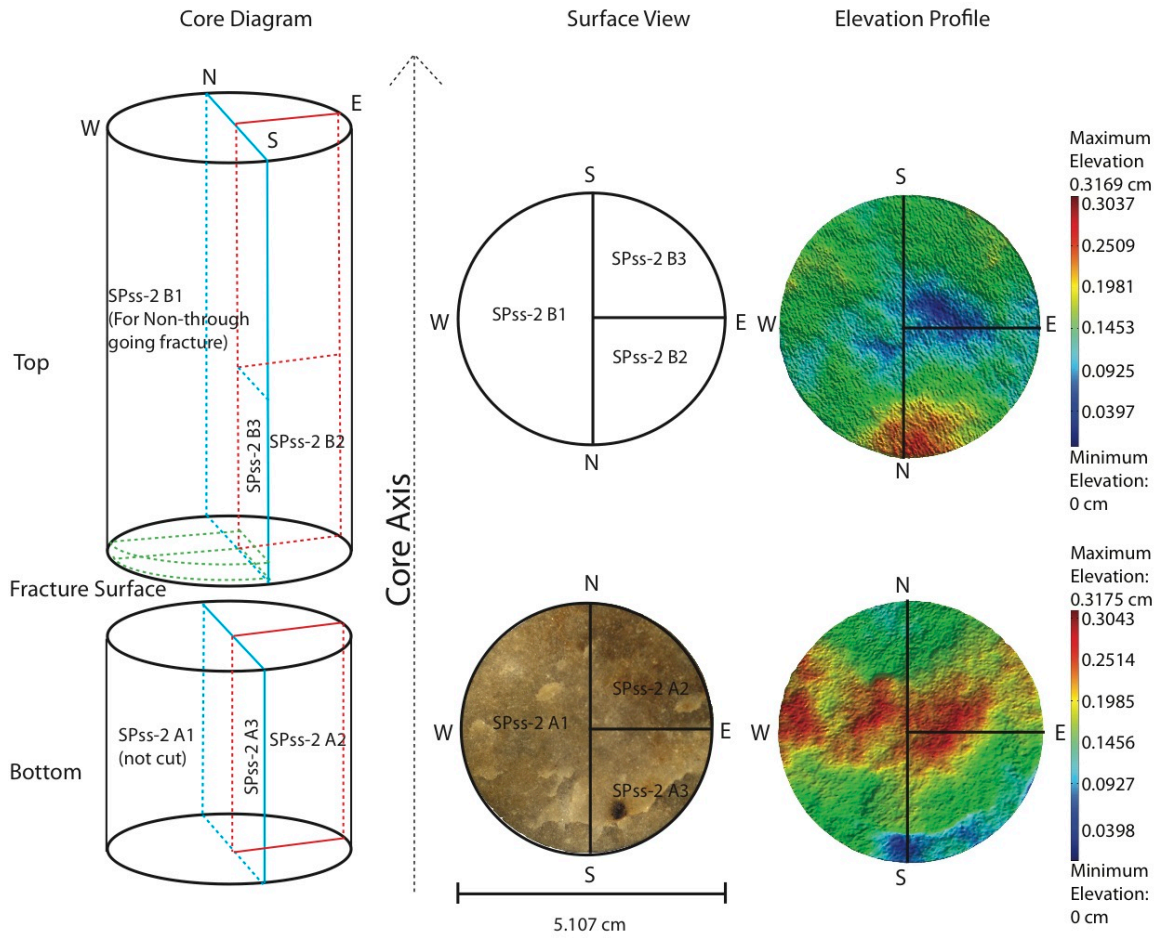 Core Diagram
Surface View
Elevation Profile
N
E
W
S
SPss-2 B1
(For Non-through
going fracture)
Top
SPss-2 B3
SPss-2 B2
Fracture Surface
SPss-2 A1
(not cut)
SPss-2 A3
SPss-2 A2
Bottom
Core Axis
S
SPss-2 B3
W
SPss-2 B1
E
SPss-2 B2
N
N
SPss-2 A2
W
SPss-2 A1
E
SPss-2 A3
S
5.107 cm
S
W
E
N
Maximum
Elevation
0.3169 cm
0.3037
0.2509
0.1981
0.1453
0.0925
0.0397
Minimum
Elevation:
0 cm
N
W
E
S
Maximum
Elevation:
0.3175 cm
0.3043
0.2514
0.1985
0.1456
0.0927
0.0398
Minimum
Elevation:
0 cm